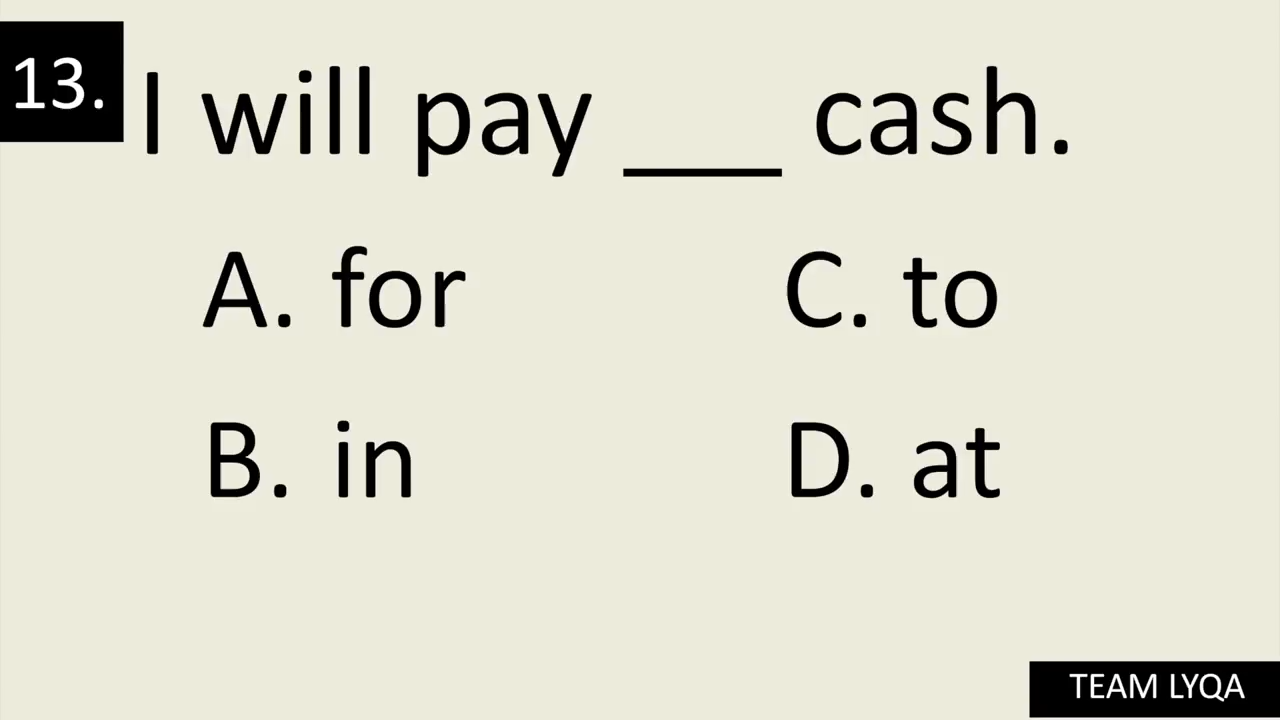 13. I will pay ___ cash.
A. for
B. in
C. to
D. at
TEAM LYQA